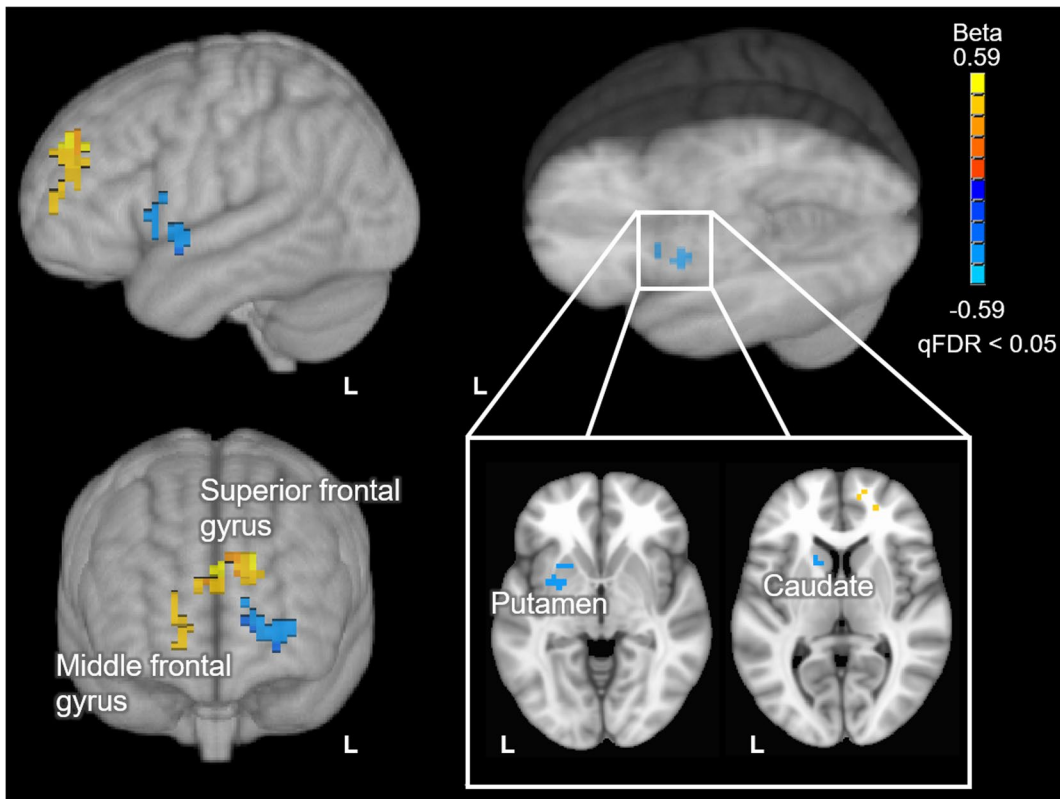 Beta
0.59
-0.59
qFDR < 0.05
L
L
Superior frontal
gyrus
Middle frontal
gyrus
L
Putamen
Caudate
L
L